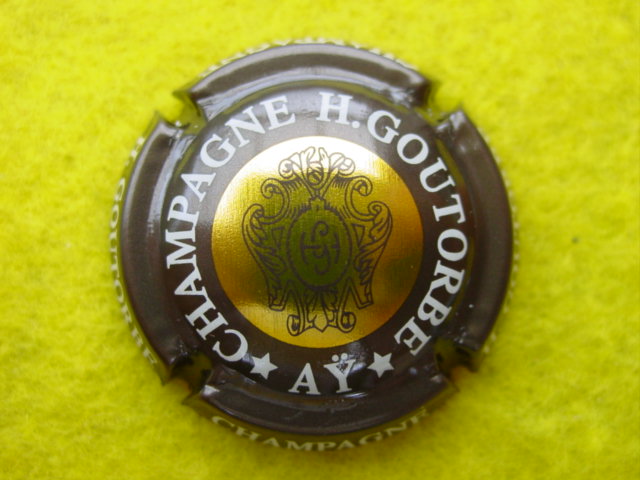 CHAMPAGNE H. GOUTORBE
★ AŸ ★
CHAMPAGNE